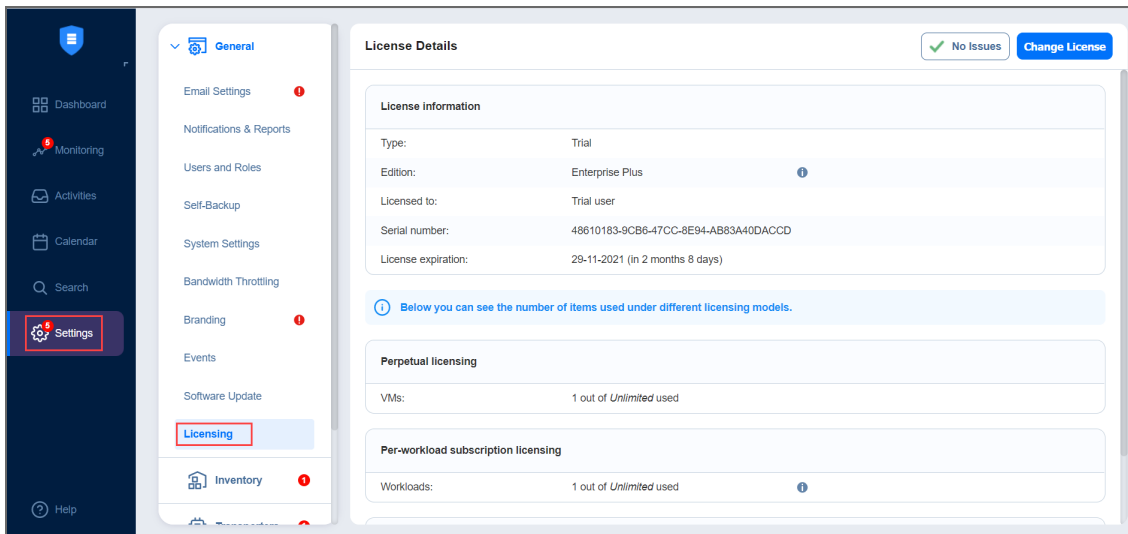 Dashboard
5
Monitoring
Activities
Calendar
Search
5
Settings
Help
General
Email Settings
Notifications & Reports
Users and Roles
Self-Backup
System Settings
Bandwidth Throttling
Branding
Events
Software Update
Licensing
Inventory 1
License Details
No Issues
Change License
License information
Type: Trial
Edition: Enterprise Plus
Licensed to: Trial user
Serial number: 48610183-9CB6-47CC-8E94-AB83A40DACCD
License expiration: 29-11-2021 (in 2 months 8 days)
Below you can see the number of items used under different licensing models.
Perpetual licensing
VMs: 1 out of Unlimited used
Per-workload subscription licensing
Workloads: 1 out of Unlimited used